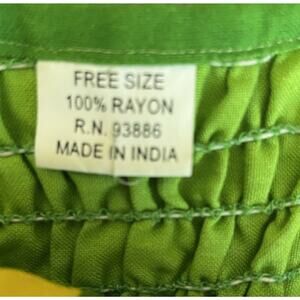 FREE SIZE
100% RAYON
R.N. 93886
MADE IN INDIA